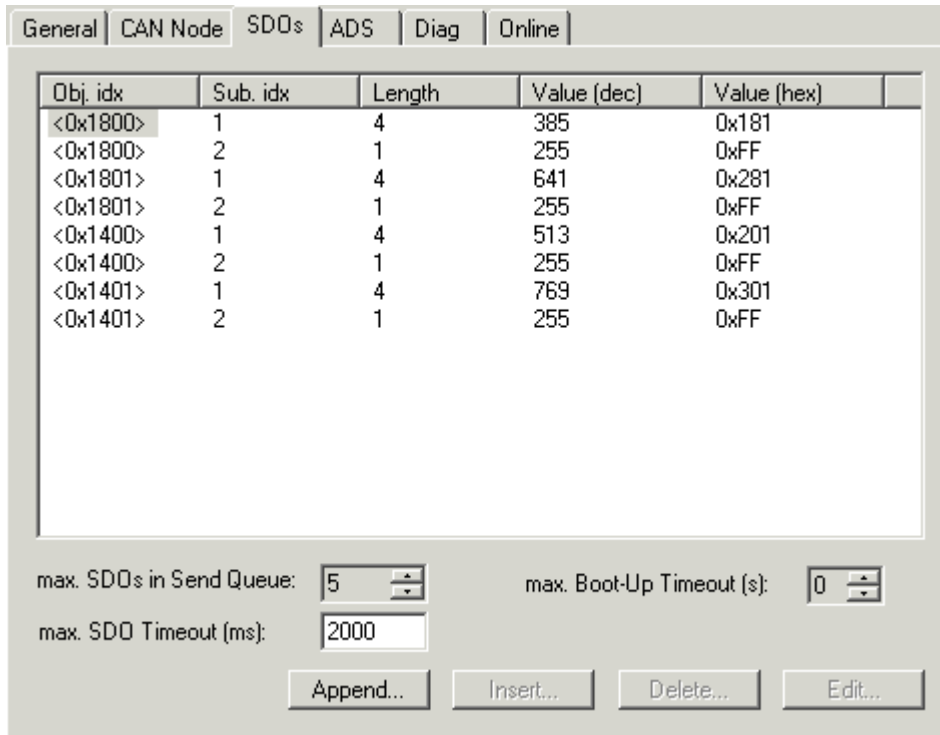 General CAN Node SDOs ADS Diag Online
Obj. idx Sub. idx Length Value (dec) Value (hex)
<0x1800> 1 4 385 0x181
<0x1800> 2 1 255 0xFF
<0x1801> 1 4 641 0x281
<0x1801> 2 1 255 0xFF
<0x1400> 1 4 513 0x201
<0x1400> 2 1 255 0xFF
<0x1401> 1 4 769 0x301
<0x1401> 2 1 255 0xFF
max. SDOs in Send Queue: 5 max. Boot-Up Timeout (s): 0
max. SDO Timeout (ms): 2000
Append... Insert... Delete... Edit...